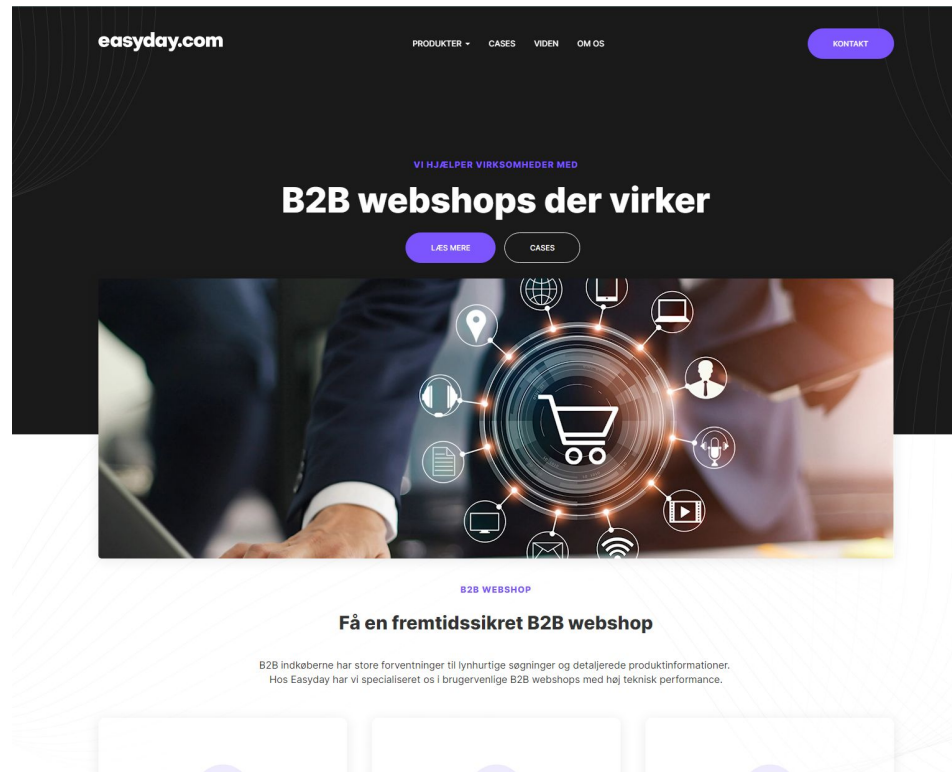 easyday.com
PRODUKTER
CASES
VIDEN
OM OS
KONTAKT
VI HJÆLPER VIRKSOMHEDER MED
B2B webshops der virker
LÆS MERE
CASES
B2B WEBSHOP
Få en fremtidssikret B2B webshop
B2B indkøberne har store forventninger til lynhurtige søgninger og detaljerede produktinformationer.
Hos Easyday har vi specialiseret os i brugervenlige B2B webshops med høj teknisk performance.